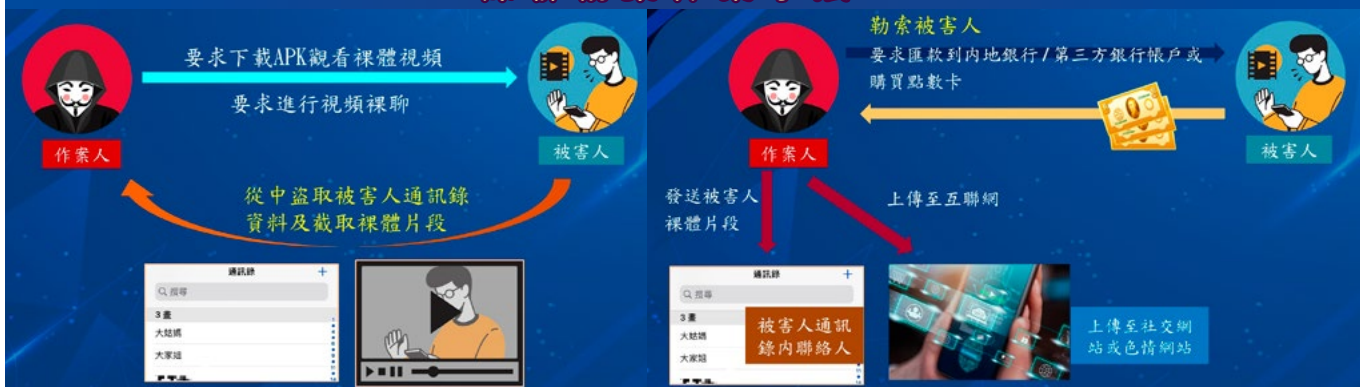 要求下載APK觀看裸體視頻
要求進行視頻裸聊
作案人
被害人
從中盜取被害人通訊錄
資料及截取裸體片段
通訊錄
+
搜尋
3 畫
大姑媽
大家姐
勒索被害人
要求匯款到內地銀行/第三方銀行帳戶或
購買點數卡
作案人
被害人
發送被害人
裸體片段
上傳至互聯網
通訊錄
+
搜尋
3 畫
大姑媽
大家姐
被害人通訊
錄內聯絡人
上傳至社交網
站或色情網站